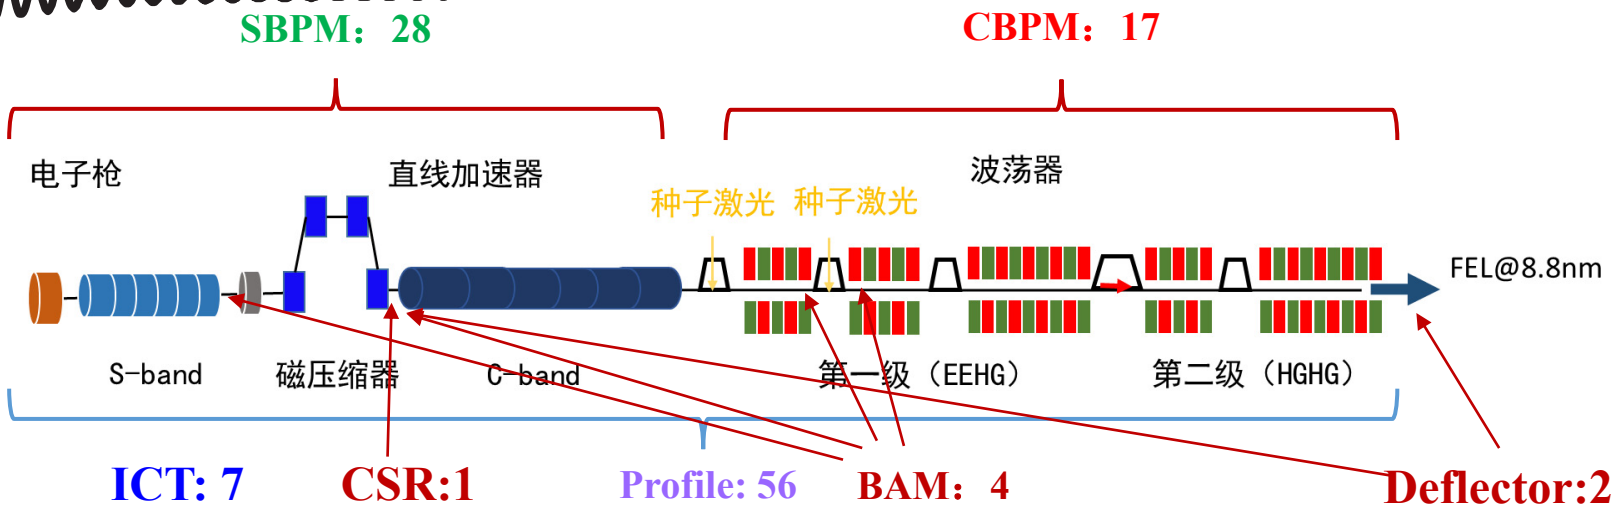 SBPM：28
CBPM：17
电子枪
直线加速器
波荡器
种子激光
种子激光
FEL@8.8nm
S-band
磁压缩器
C-band
第一级（EEHG）
第二级（HGHG）
ICT: 7
CSR:1
Profile: 56
BAM：4
Deflector:2